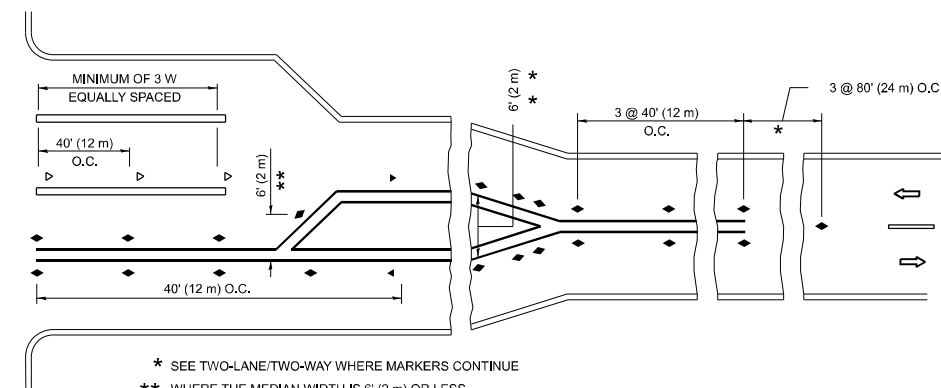 MINIMUM OF 3 W
EQUALLY SPACED
40' (12 m)
O.C.
6' (2 m)
**
6' (2 m)
*
*
3 @ 40' (12 m)
O.C.
3 @ 80' (24 m) O.C
*
40' (12 m) O.C.
* SEE TWO-LANE/TWO-WAY WHERE MARKERS CONTINUE
** WHERE THE MEDIAN WIDTH IS 6' (2 m) OR LESS